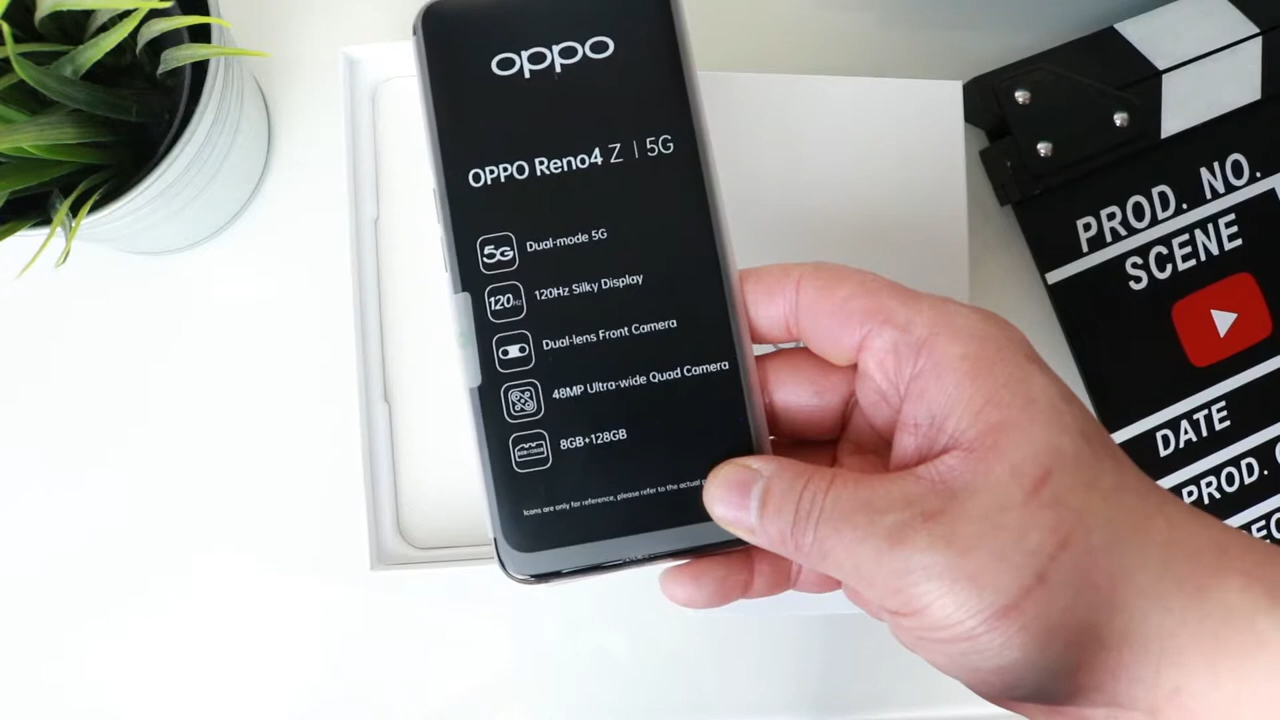 oppo
OPPO Reno4 Z | 5G
5G Dual-mode 5G
120Hz 120Hz Silky Display
Dual-lens Front Camera
48MP Ultra-wide Quad Camera
8GB+128GB 8GB+128GB
Icons are only for reference, please refer to the actual
PROD. NO.
SCENE
DATE
PROD.